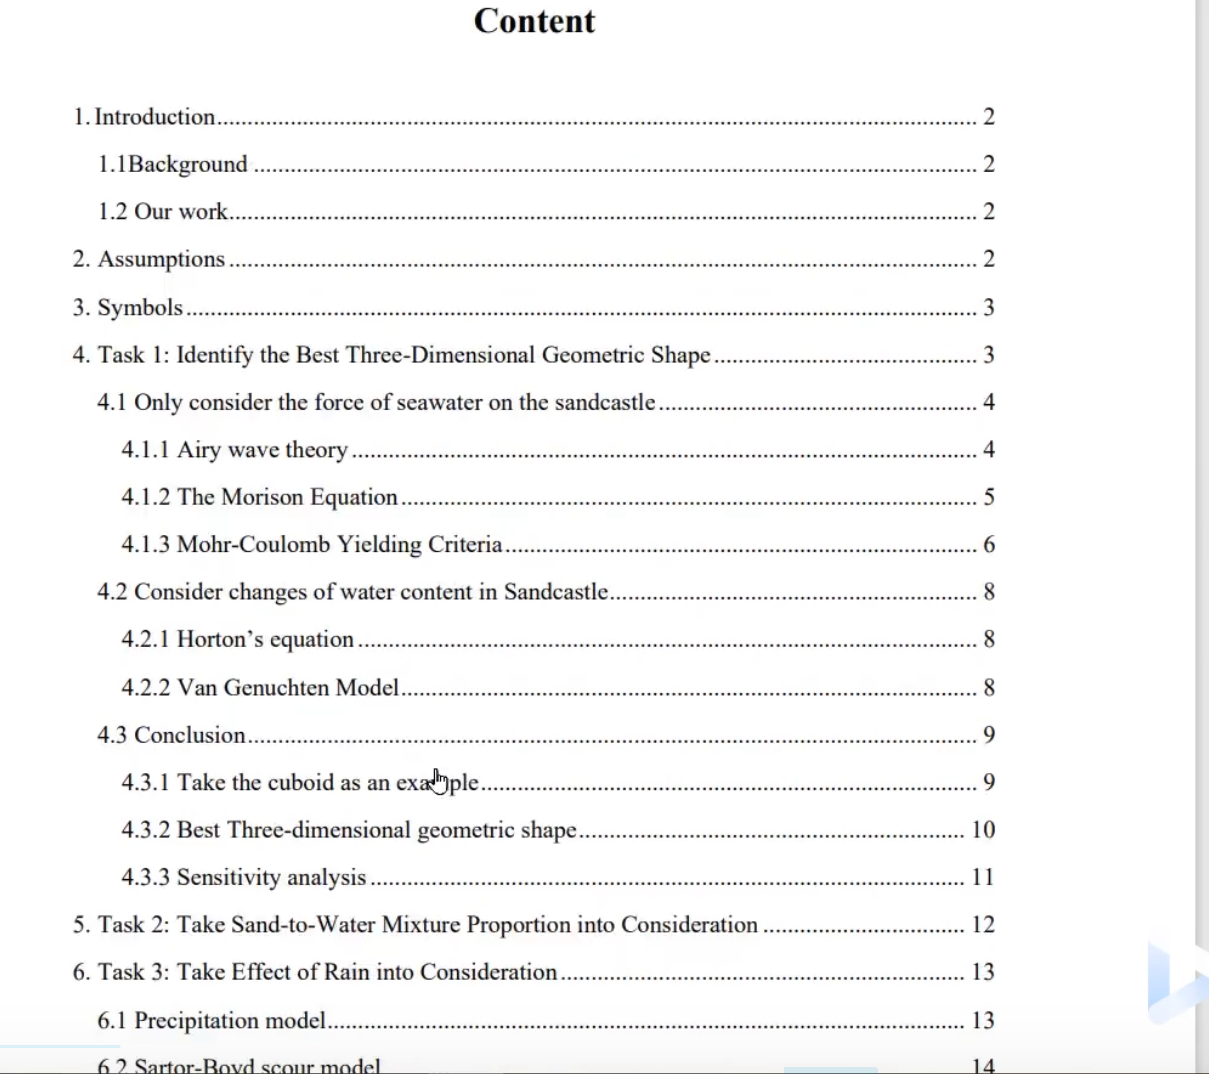 Content
1. Introduction 2
1.1Background 2
1.2 Our work 2
2. Assumptions 2
3. Symbols 3
4. Task 1: Identify the Best Three-Dimensional Geometric Shape 3
4.1 Only consider the force of seawater on the sandcastle 4
4.1.1 Airy wave theory 4
4.1.2 The Morison Equation 5
4.1.3 Mohr-Coulomb Yielding Criteria 6
4.2 Consider changes of water content in Sandcastle 8
4.2.1 Horton’s equation 8
4.2.2 Van Genuchten Model 8
4.3 Conclusion 9
4.3.1 Take the cuboid as an example 9
4.3.2 Best Three-dimensional geometric shape 10
4.3.3 Sensitivity analysis 11
5. Task 2: Take Sand-to-Water Mixture Proportion into Consideration 12
6. Task 3: Take Effect of Rain into Consideration 13
6.1 Precipitation model 13
6.2 Sartor-Boyd scour model 14